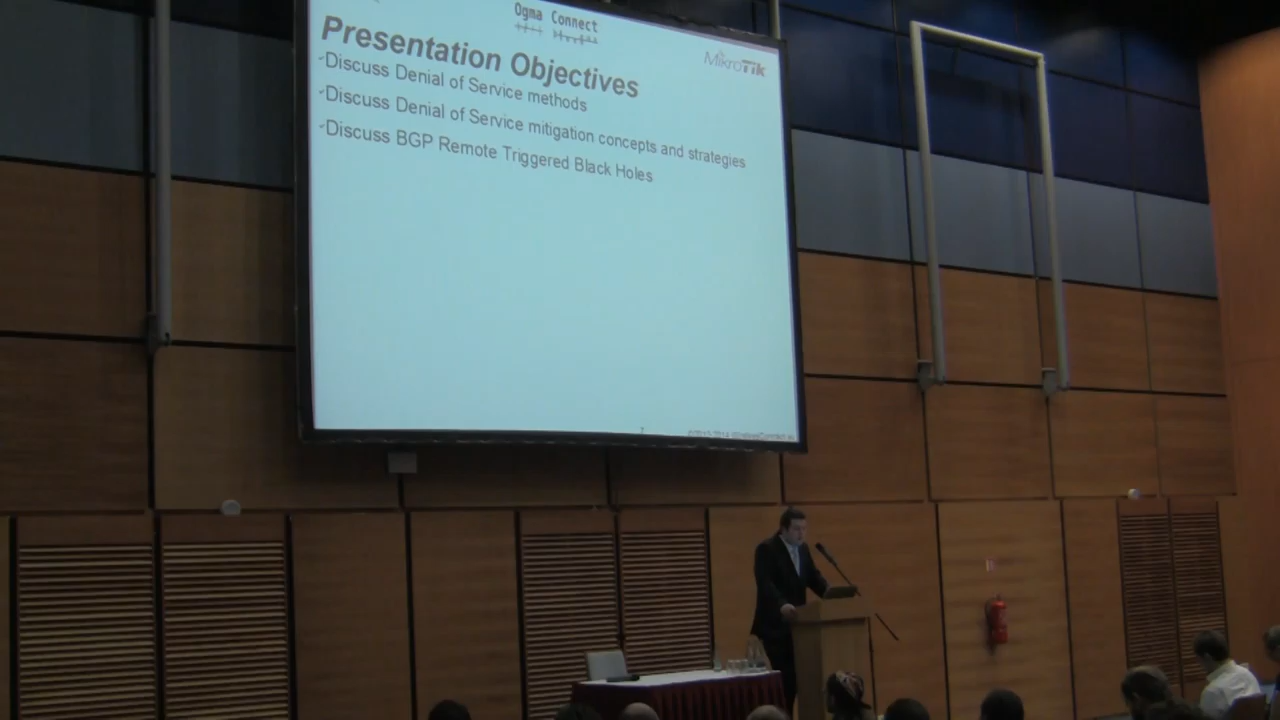 Ogma Connect
MikroTik
Presentation Objectives
Discuss Denial of Service methods
Discuss Denial of Service mitigation concepts and strategies
Discuss BGP Remote Triggered Black Holes